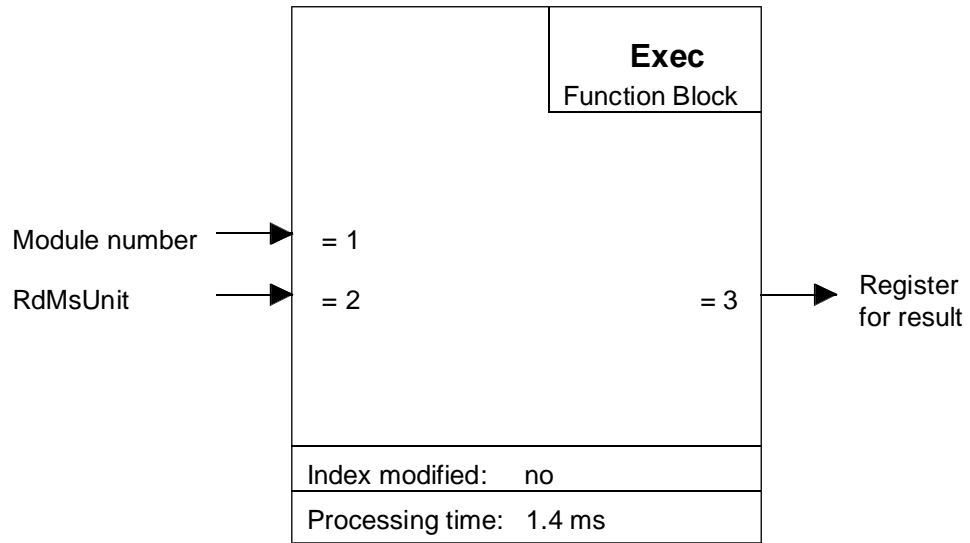 Exec
Function Block
Module number
= 1
RdMsUnit
= 2
= 3
Register
for result
Index modified: no
Processing time: 1.4 ms